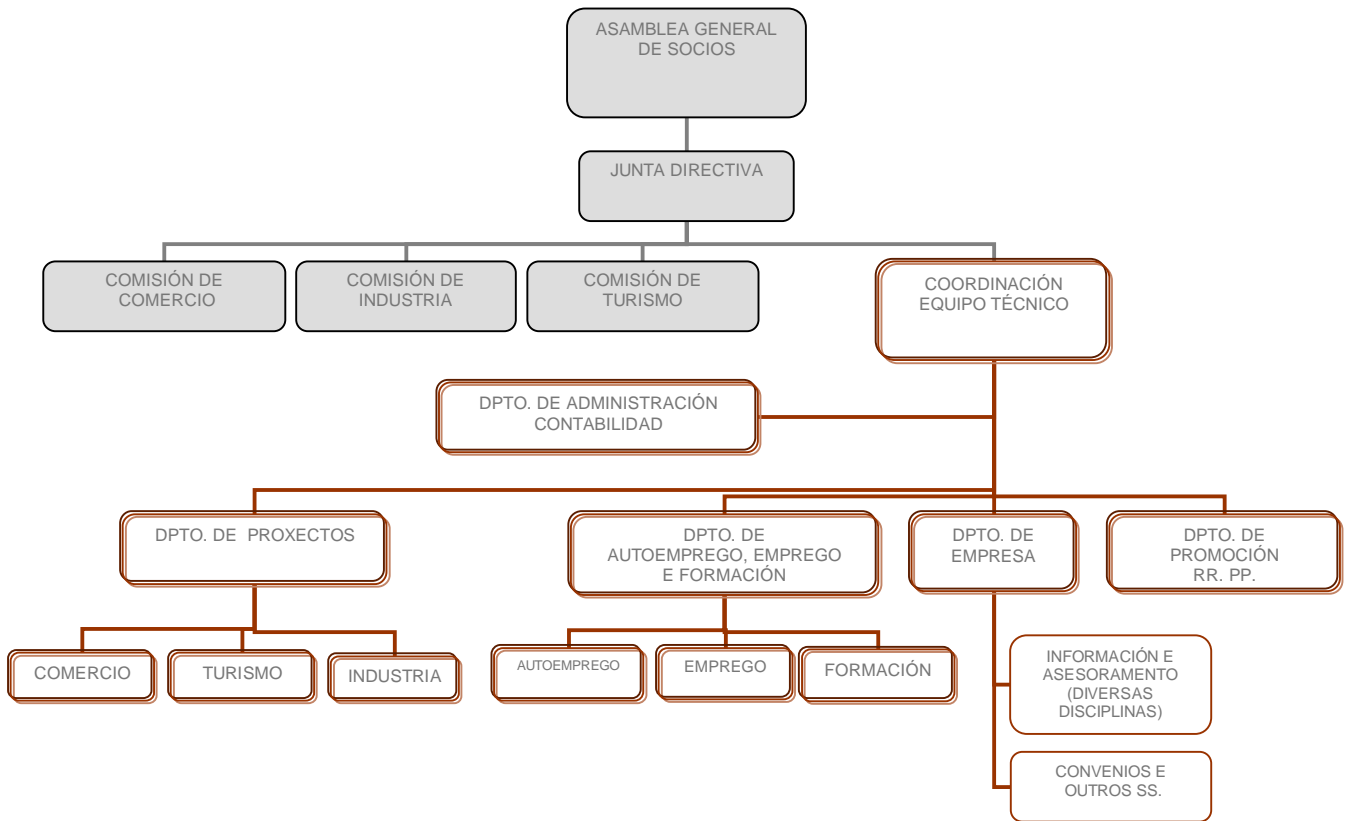 ASAMBLEA GENERAL
DE SOCIOS
JUNTA DIRECTIVA
COMISIÓN DE
COMERCIO
COMISIÓN DE
INDUSTRIA
COMISIÓN DE
TURISMO
COORDINACIÓN
EQUIPO TÉCNICO
DPTO. DE ADMINISTRACIÓN
CONTABILIDAD
DPTO. DE PROXECTOS
DPTO. DE
AUTOEMPREGO, EMPREGO
E FORMACIÓN
DPTO. DE
EMPRESA
DPTO. DE
PROMOCIÓN
RR. PP.
COMERCIO
TURISMO
INDUSTRIA
AUTOEMPREGO
EMPREGO
FORMACIÓN
INFORMACIÓN E
ASESORAMENTO
(DIVERSAS
DISCIPLINAS)
CONVENIOS E
OUTROS SS.